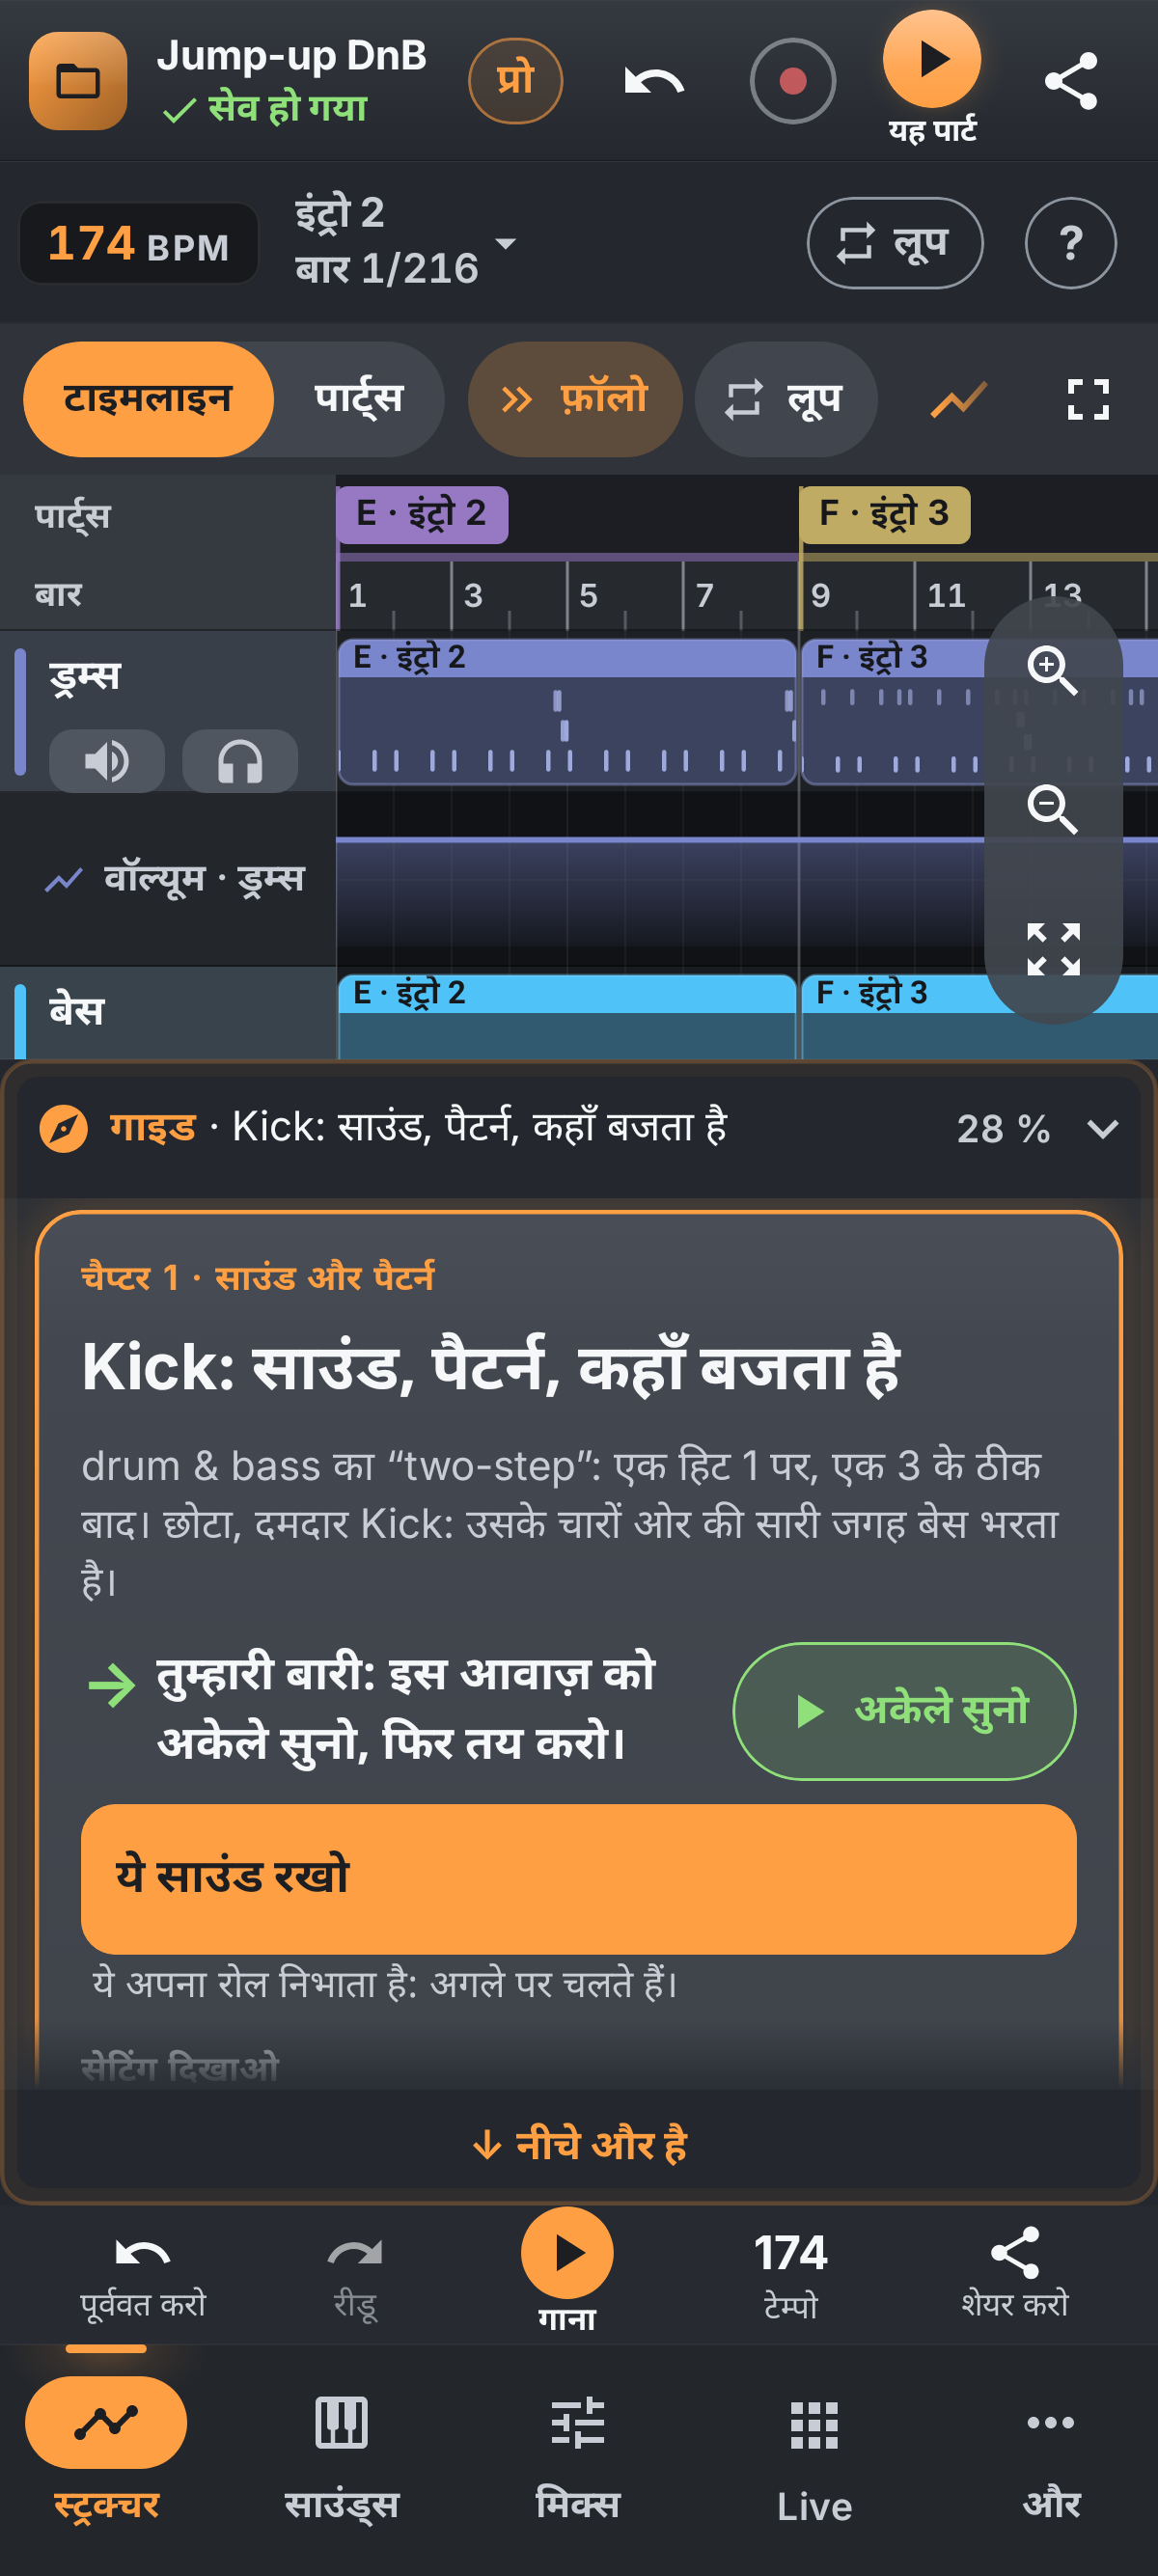 Jump-up DnB
सेव हो गया
प्रो
यह पार्ट
174 BPM
इंट्रो 2
बार 1/216
लूप
?
टाइमलाइन
पार्ट्स
फ़ॉलो
लूप
पार्ट्स
E · इंट्रो 2
F · इंट्रो 3
बार
1 3 5 7 9 11 13
ड्रम्स
E · इंट्रो 2
F · इंट्रो 3
वॉल्यूम · ड्रम्स
बेस
E · इंट्रो 2
F · इंट्रो 3
गाइड · Kick: साउंड, पैटर्न, कहाँ बजता है
28 %
चैप्टर 1 · साउंड और पैटर्न
Kick: साउंड, पैटर्न, कहाँ बजता है
drum & bass का “two-step”: एक हिट 1 पर, एक 3 के ठीक
बाद। छोटा, दमदार Kick: उसके चारों ओर की सारी जगह बेस भरता
है।
तुम्हारी बारी: इस आवाज़ को
अकेले सुनो, फिर तय करो।
अकेले सुनो
ये साउंड रखो
ये अपना रोल निभाता है: अगले पर चलते हैं।
सेटिंग दिखाओ
↓ नीचे और है
पूर्ववत करो
रीडू
गाना
174
टेम्पो
शेयर करो
स्ट्रक्चर
साउंड्स
मिक्स
Live
और